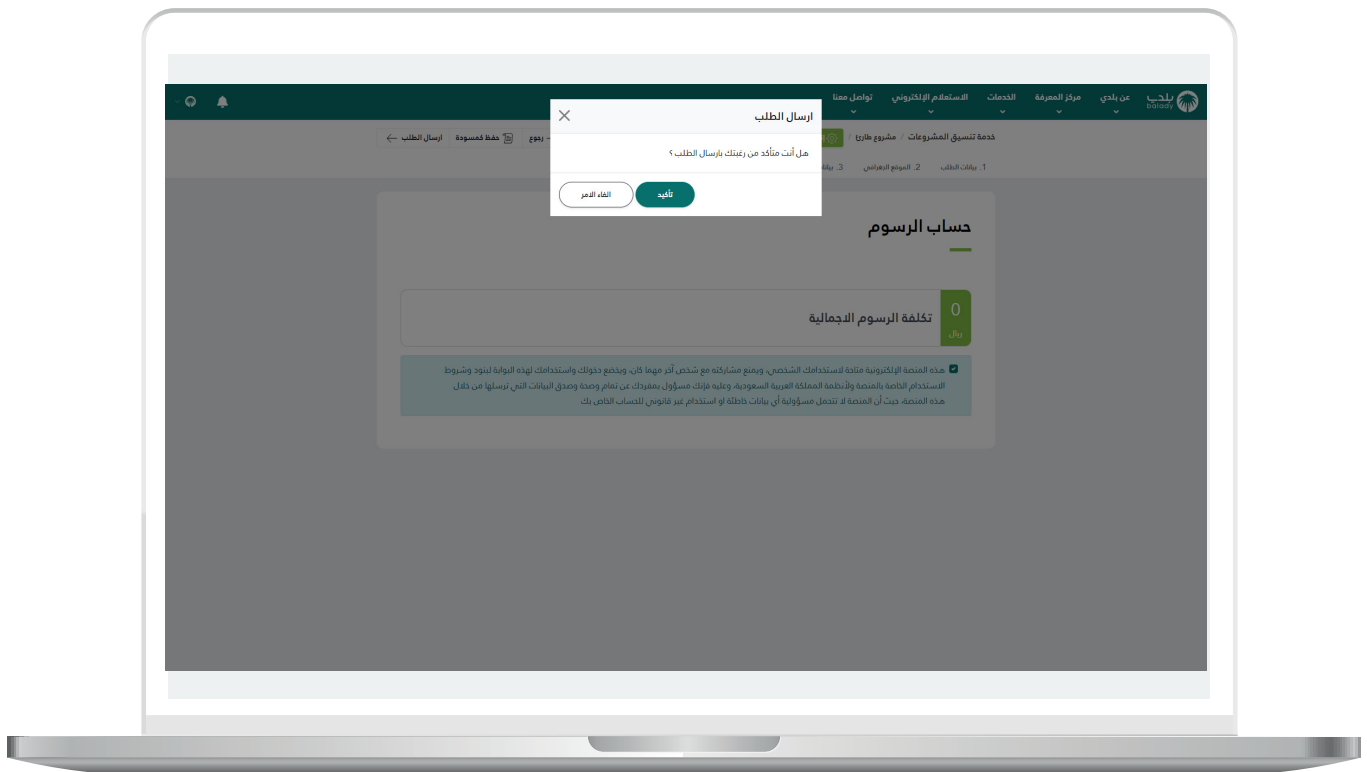 بلدي
balady
عن بلدي
مركز المعرفة
الخدمات
الاستعلام الإلكتروني
تواصل معنا
ارسال الطلب
هل أنت متأكد من رغبتك بارسال الطلب ؟
تأكيد
الغاء الامر
خدمة تنسيق المشروعات / مشروع طارئ /
رجوع
حفظ كمسودة
ارسال الطلب
1. بيانات الطلب
2. الموقع الجغرافي
3.
حساب الرسوم
0
ريال
تكلفة الرسوم الاجمالية
هذه المنصة الإلكترونية متاحة لاستخدامك الشخصي، ويمنع مشاركته مع شخص آخر مهما كان، ويخضع دخولك واستخدامك لهذه البوابة لبنود وشروط
الاستخدام الخاصة بالمنصة ولأنظمة المملكة العربية السعودية، وعليه فإنك مسؤول بمفردك عن تمام وصحة وصدق البيانات التي ترسلها من خلال
هذه المنصة، حيث أن المنصة لا تتحمل مسؤولية أي بيانات خاطئة او استخدام غير قانوني للحساب الخاص بك